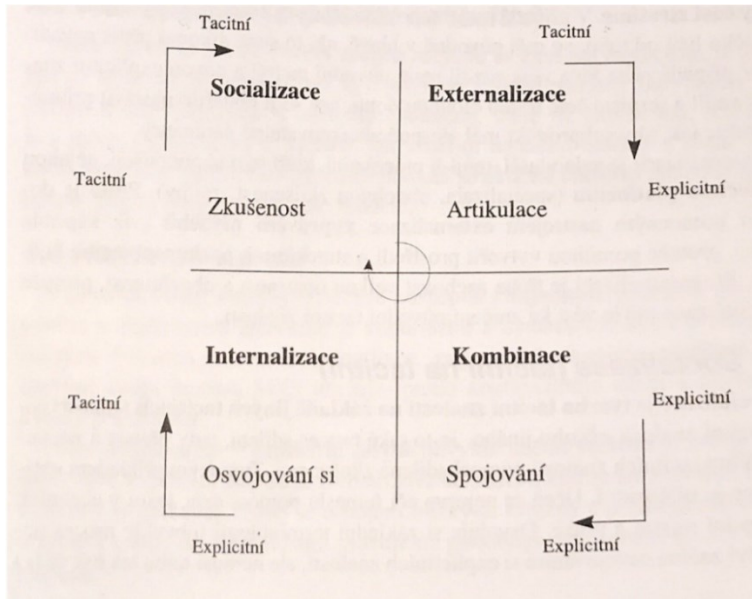 Tacitní
Tacitní
Socializace
Externalizace
Tacitní
Explicitní
Zkušenost
Artikulace
Internalizace
Kombinace
Tacitní
Explicitní
Osvojování si
Spojování
Explicitní
Explicitní